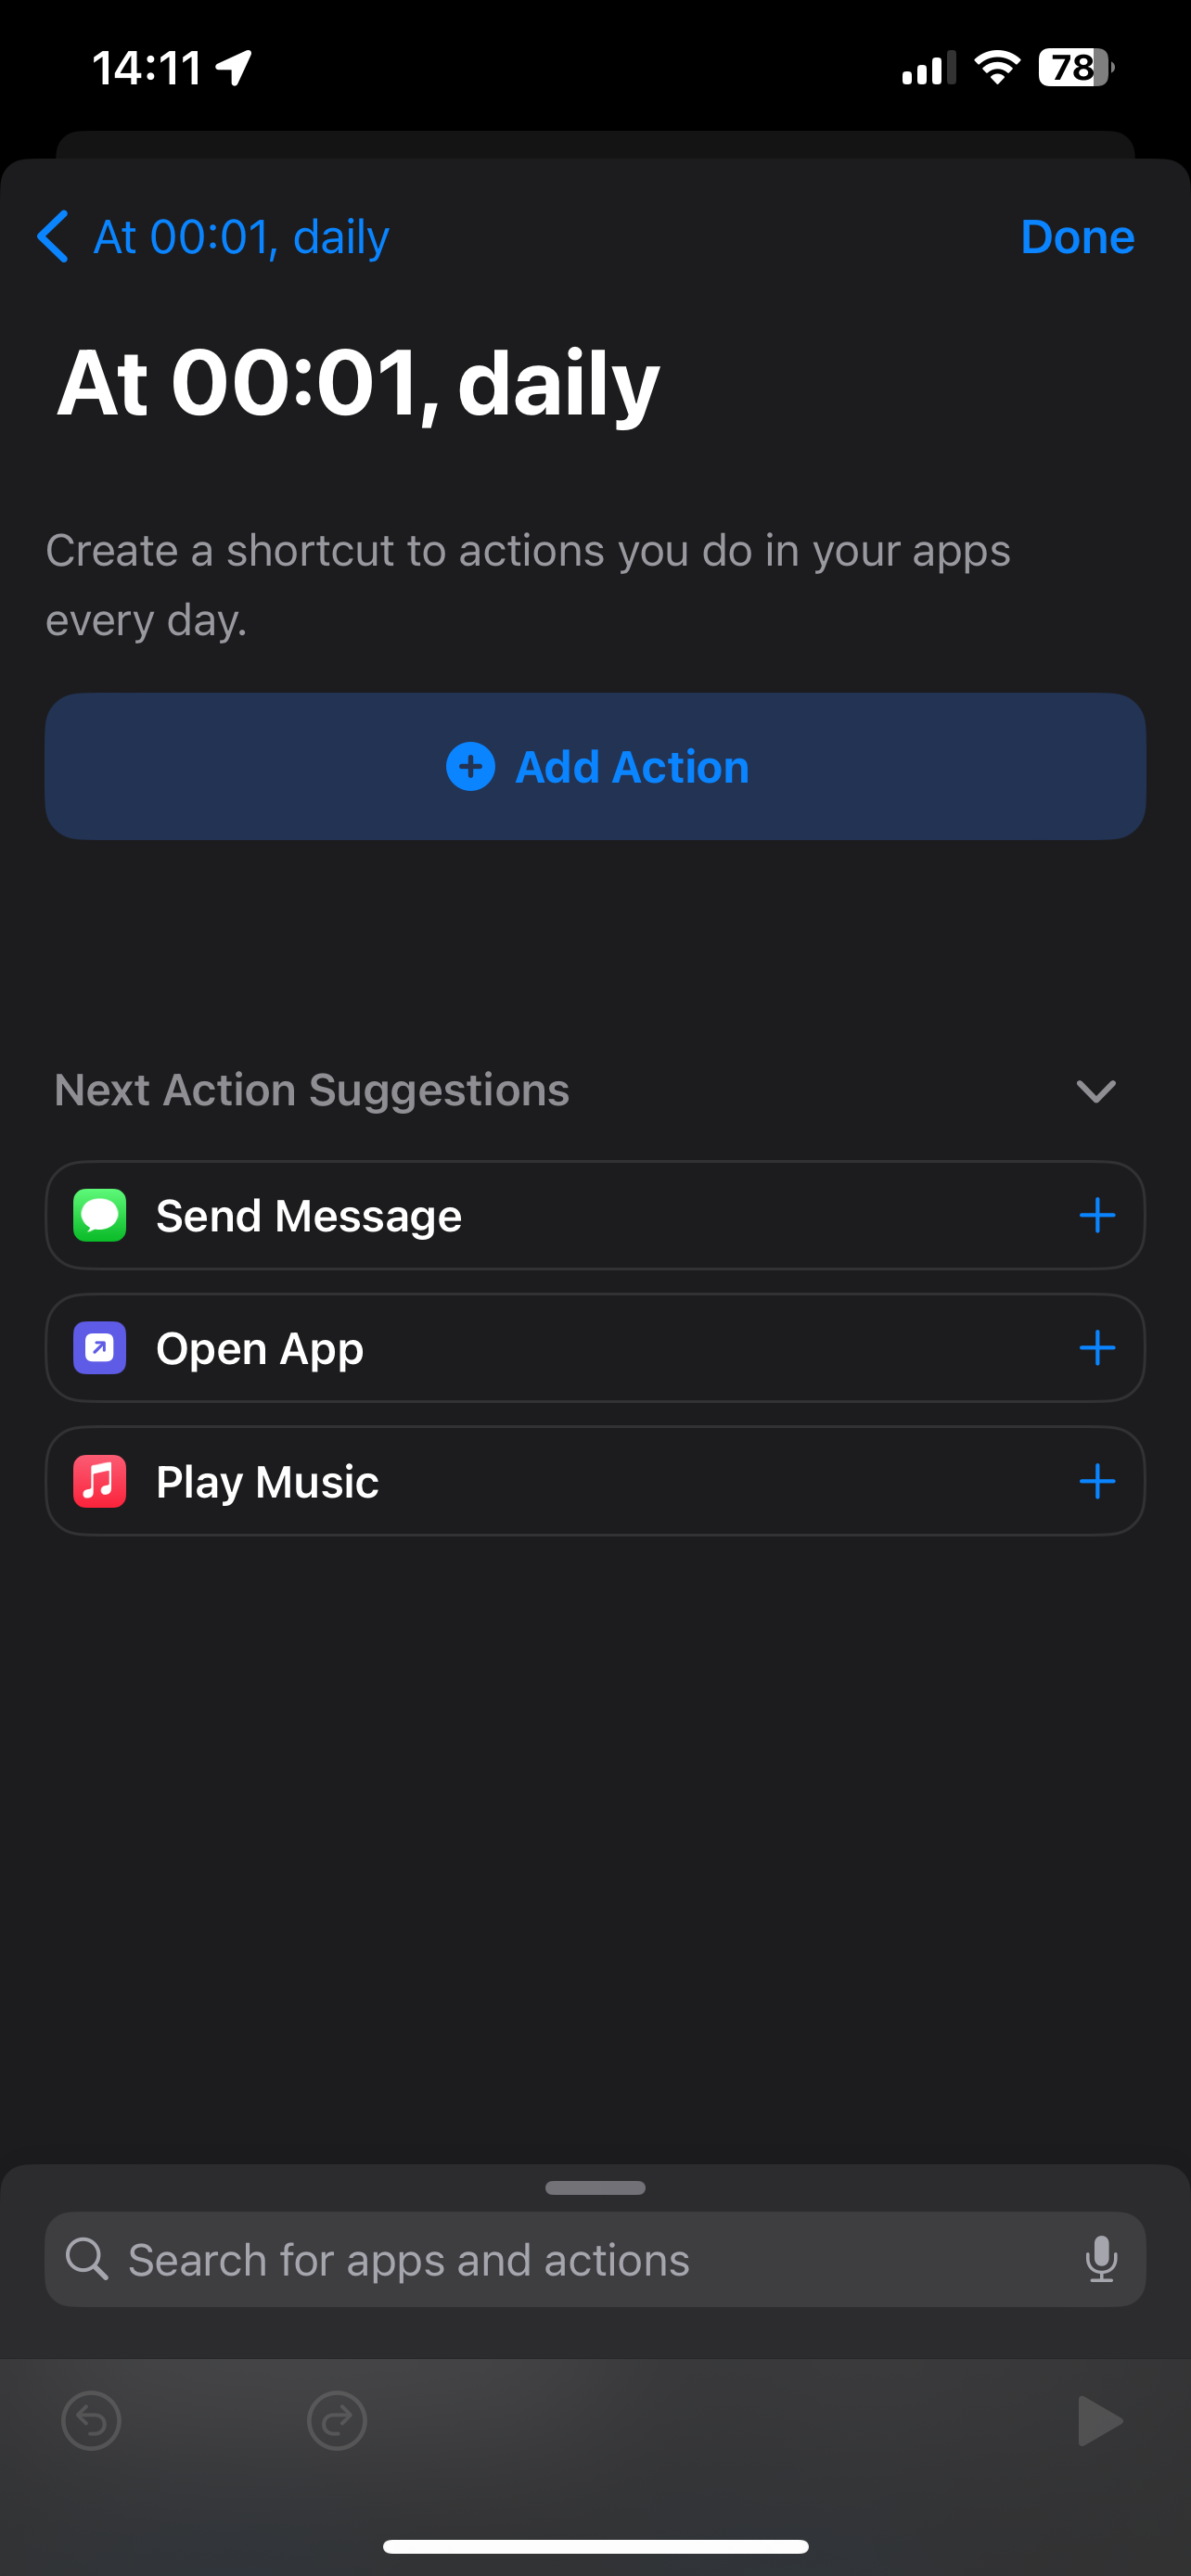 14:11
78
At 00:01, daily
Done
At 00:01, daily
Create a shortcut to actions you do in your apps
every day.
Add Action
Next Action Suggestions
Send Message
Open App
Play Music
Search for apps and actions